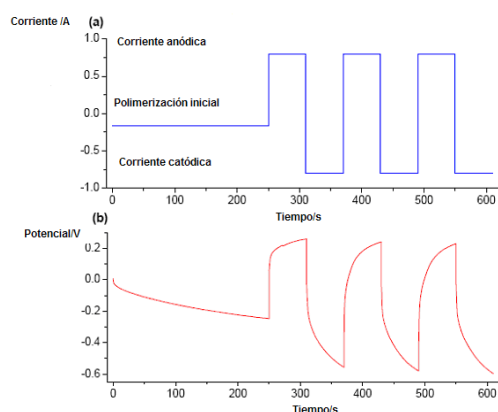 Corriente /A
(a)
1.0
Corriente anódica
0.5
Polimerización inicial
0.0
-0.5
Corriente catódica
-1.0
0 100 200 300 400 500 600
Tiempo/s
(b)
Potencial/V
0.2
0.0
-0.2
-0.4
-0.6
0 100 200 300 400 500 600
Tiempo/s